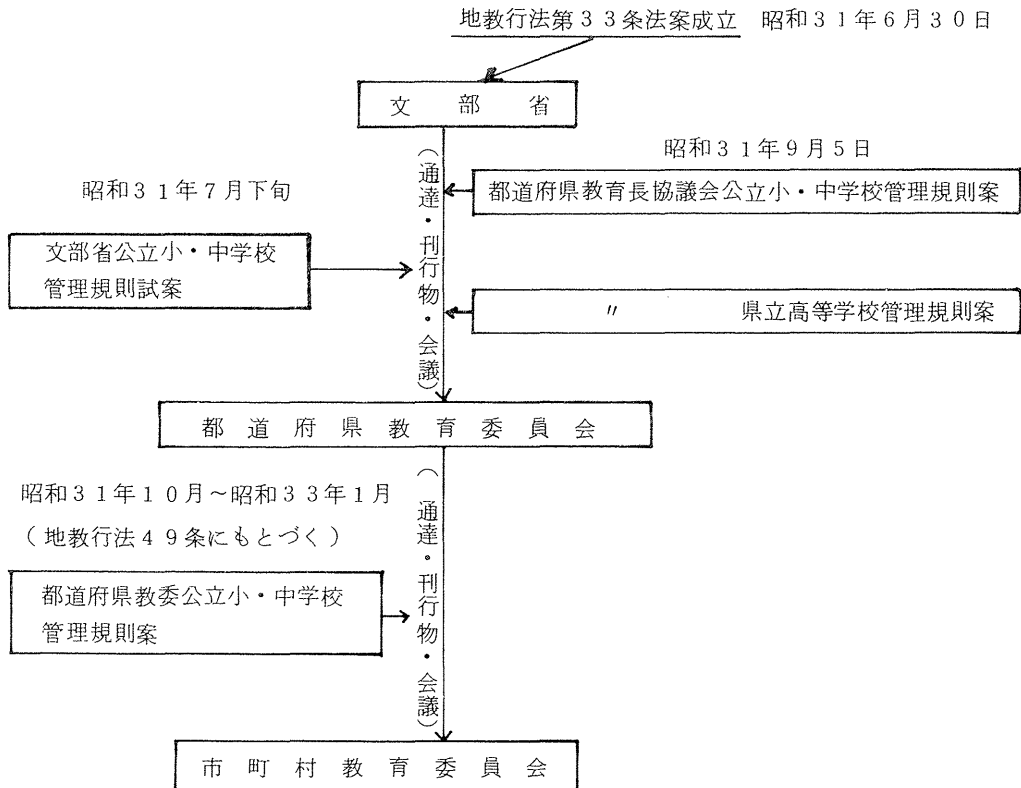 地教行法第33条法案成立 昭和31年6月30日
文部省
昭和31年9月5日
昭和31年7月下旬
(通達・刊行物・会議)
都道府県教育長協議会公立小・中学校管理規則案
文部省公立小・中学校
管理規則試案
〃 県立高等学校管理規則案
都道府県教育委員会
昭和31年10月~昭和33年1月
(地教行法49条にもとづく)
(通達・刊行物・会議)
都道府県教委公立小・中学校
管理規則案
市町村教育委員会